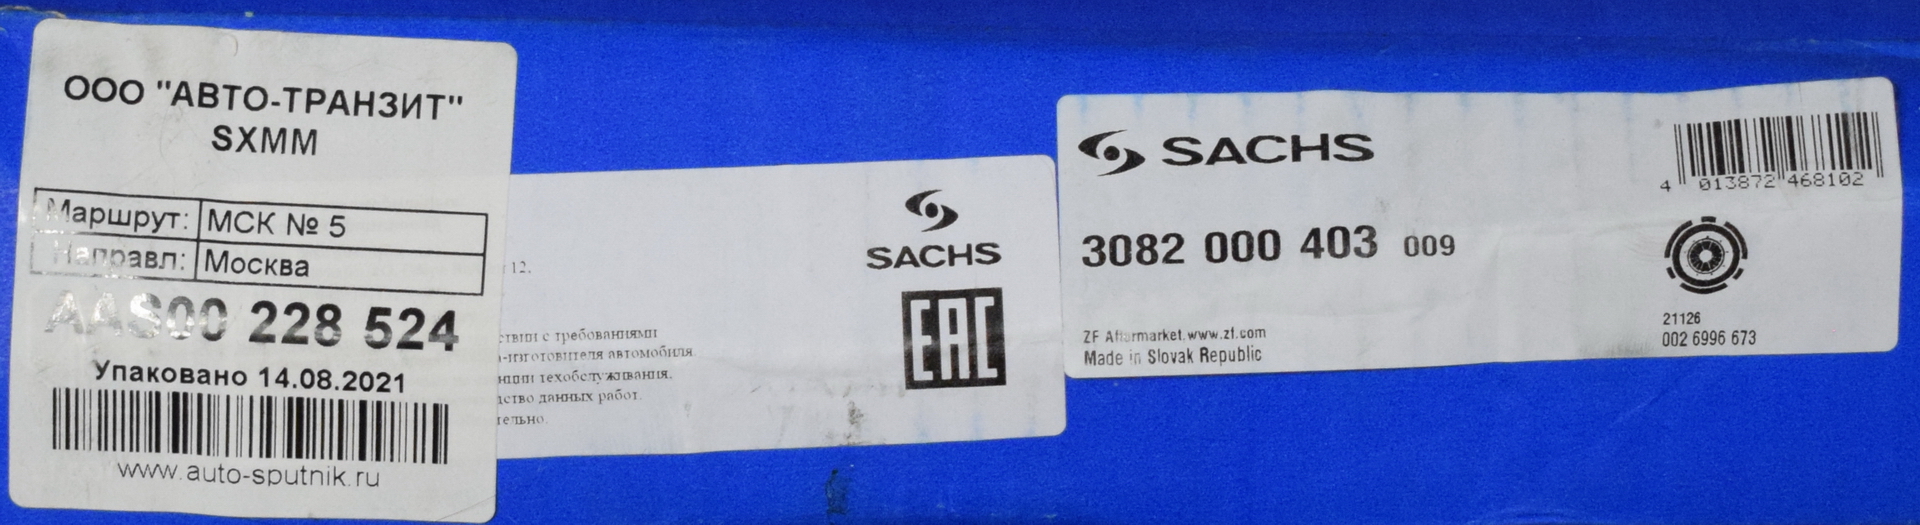 ООО "АВТО-ТРАНЗИТ"
SXMM
Маршрут: МСК № 5
Направл: Москва
AAS00 228 524
Упаковано 14.08.2021
www.auto-sputnik.ru
12.
SACHS
EAC
с требованиями
автомобиля.
техобслуживания.
данных работ.
SACHS
4 013872 468102
3082 000 403 009
ZF Aftermarket.www.zf.com
Made in Slovak Republic
21126
002 6996 673